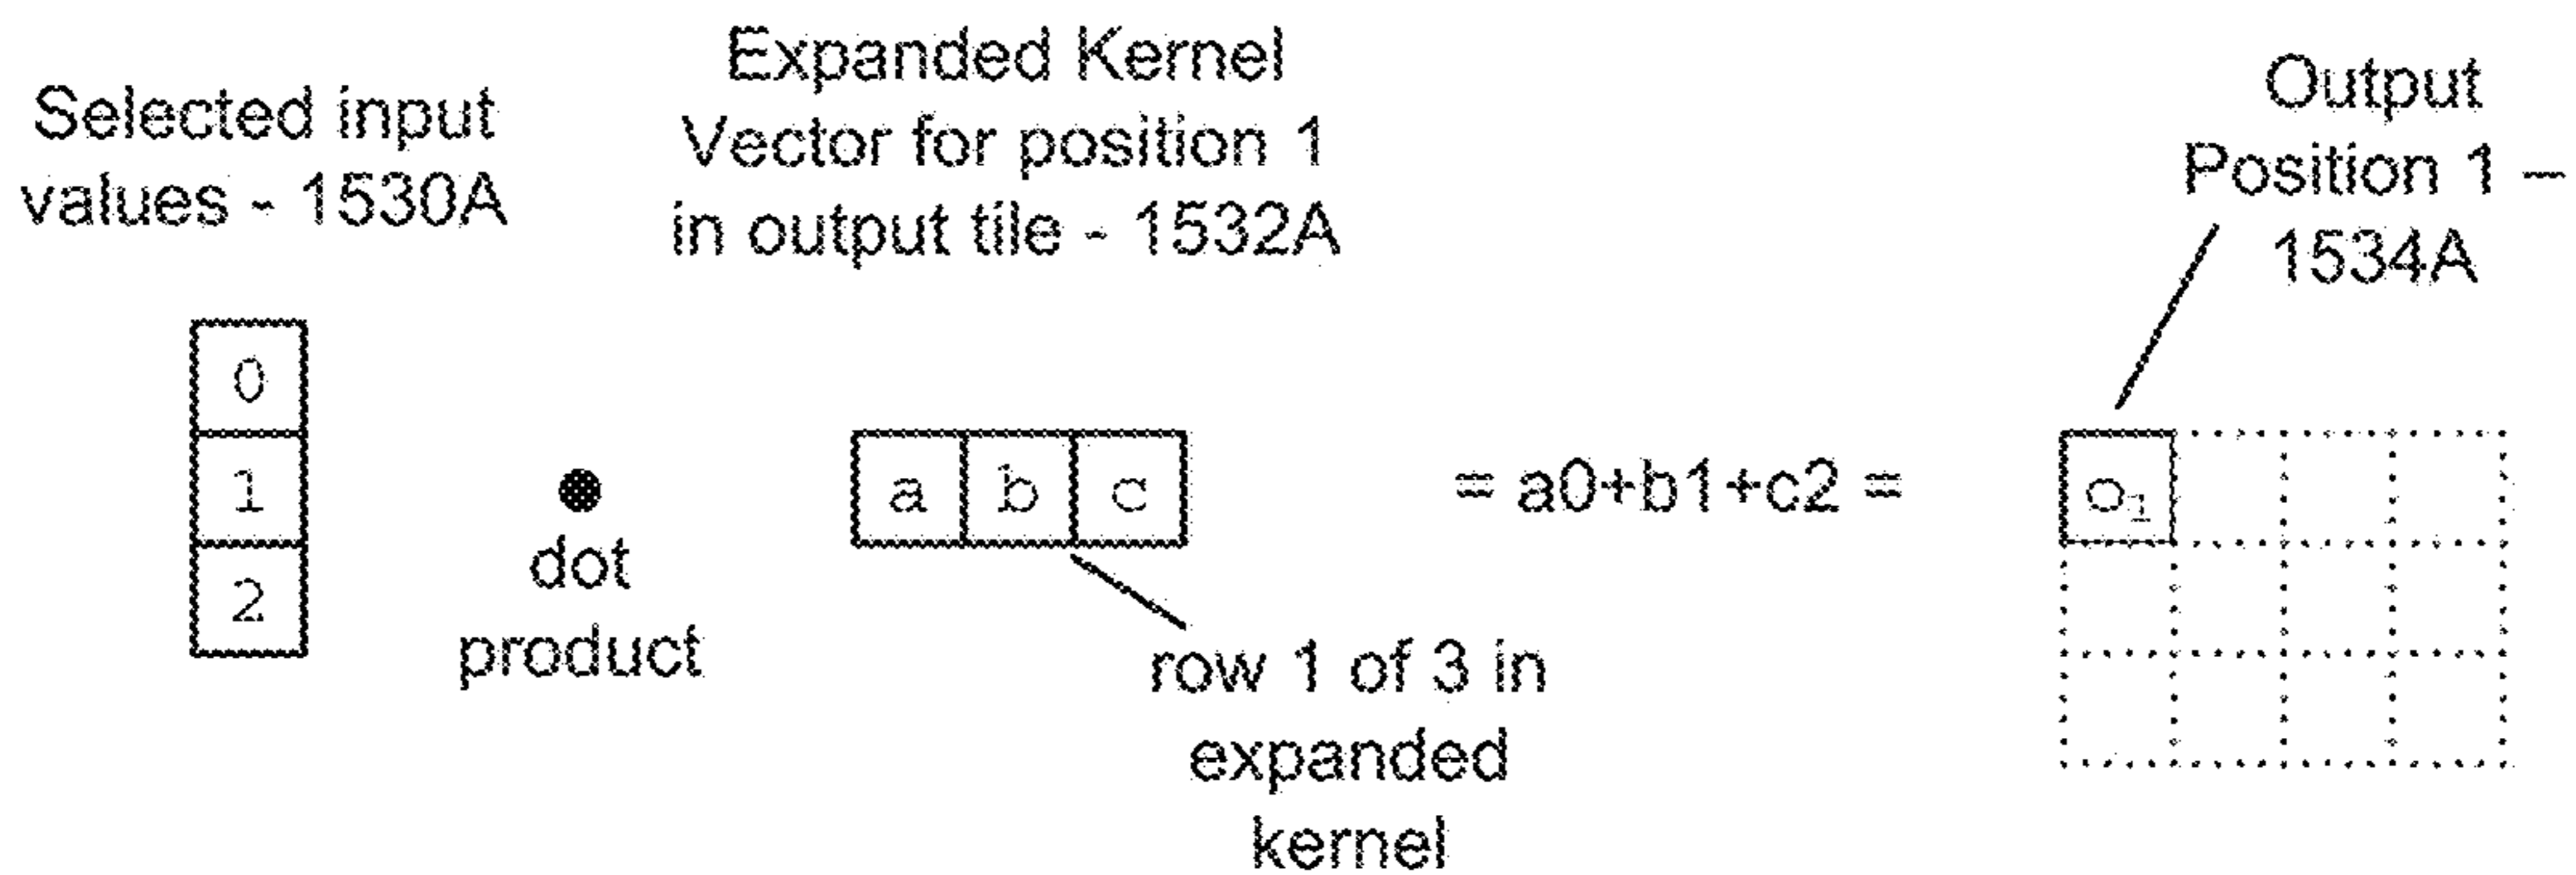 Selected input
values - 1530A
Expanded Kernel
Vector for position 1
in output tile - 1532A
Output
Position 1 –
1534A
0
1
2
dot
product
a b c
= a0+b1+c2 =
o₁
row 1 of 3 in
expanded
kernel